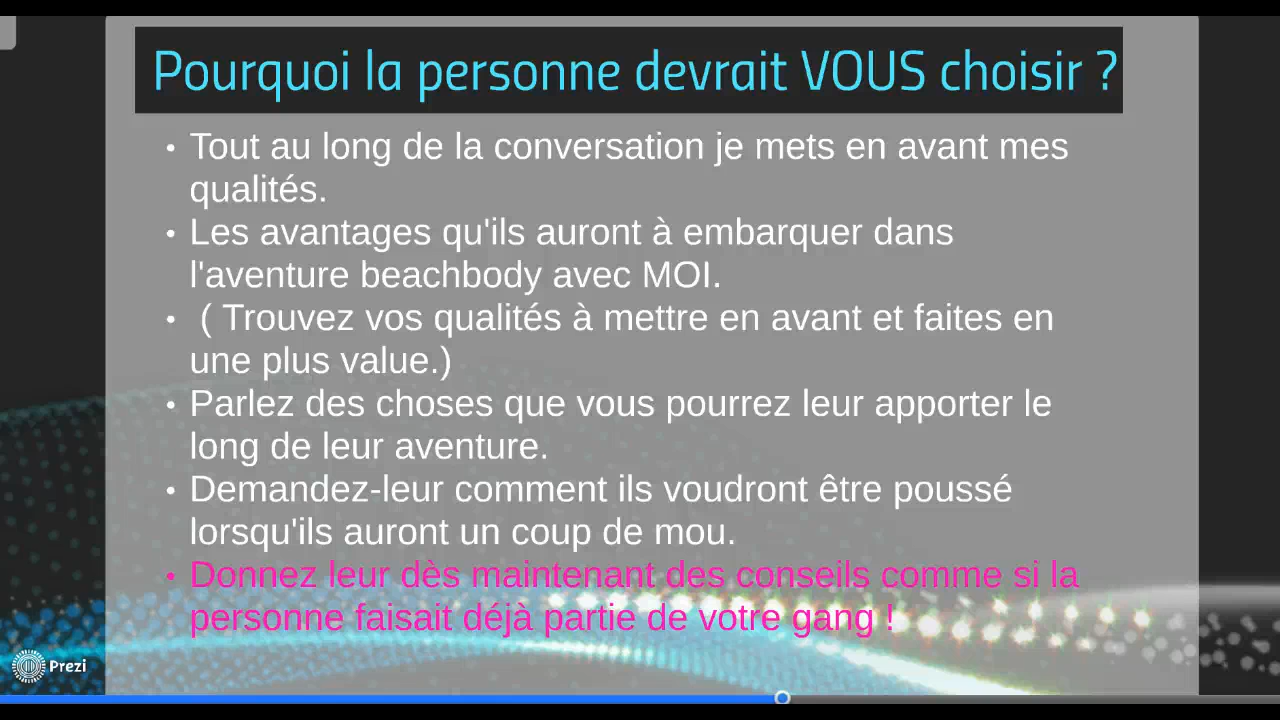 Pourquoi la personne devrait VOUS choisir ?
• Tout au long de la conversation je mets en avant mes
qualités.
• Les avantages qu'ils auront à embarquer dans
l'aventure beachbody avec MOI.
• ( Trouvez vos qualités à mettre en avant et faites en
une plus value.)
• Parlez des choses que vous pourrez leur apporter le
long de leur aventure.
• Demandez-leur comment ils voudront être poussé
lorsqu'ils auront un coup de mou.
• Donnez leur dès maintenant des conseils comme si la
personne faisait déjà partie de votre gang !
Prezi